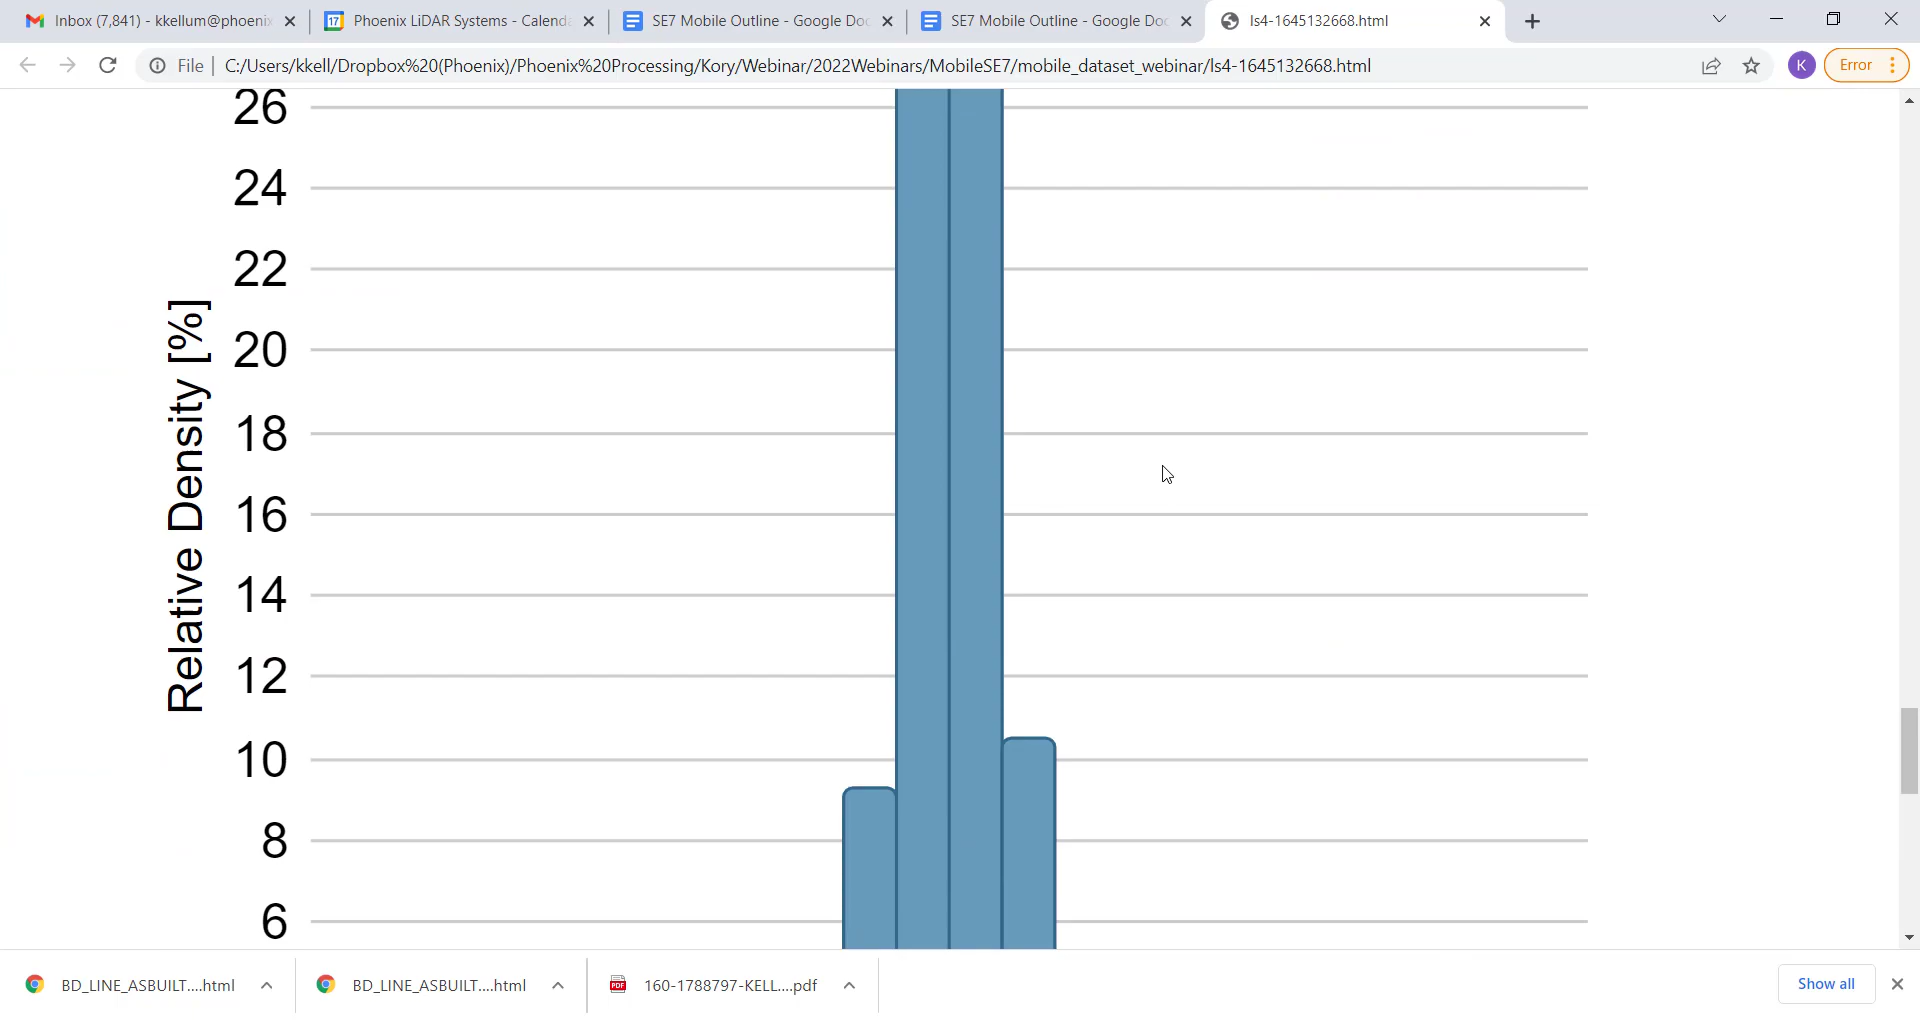 Inbox (7,841) - kkellum@phoenix
Phoenix LiDAR Systems - Calenda
SE7 Mobile Outline - Google Doc
SE7 Mobile Outline - Google Doc
ls4-1645132668.html
File
C:/Users/kkell/Dropbox%20(Phoenix)/Phoenix%20Processing/Kory/Webinar/2022Webinars/MobileSE7/mobile_dataset_webinar/ls4-1645132668.html
K
Error
26
24
22
20
18
16
14
12
10
8
6
Relative Density [%]
BD_LINE_ASBUILT....html
BD_LINE_ASBUILT....html
160-1788797-KELL....pdf
Show all